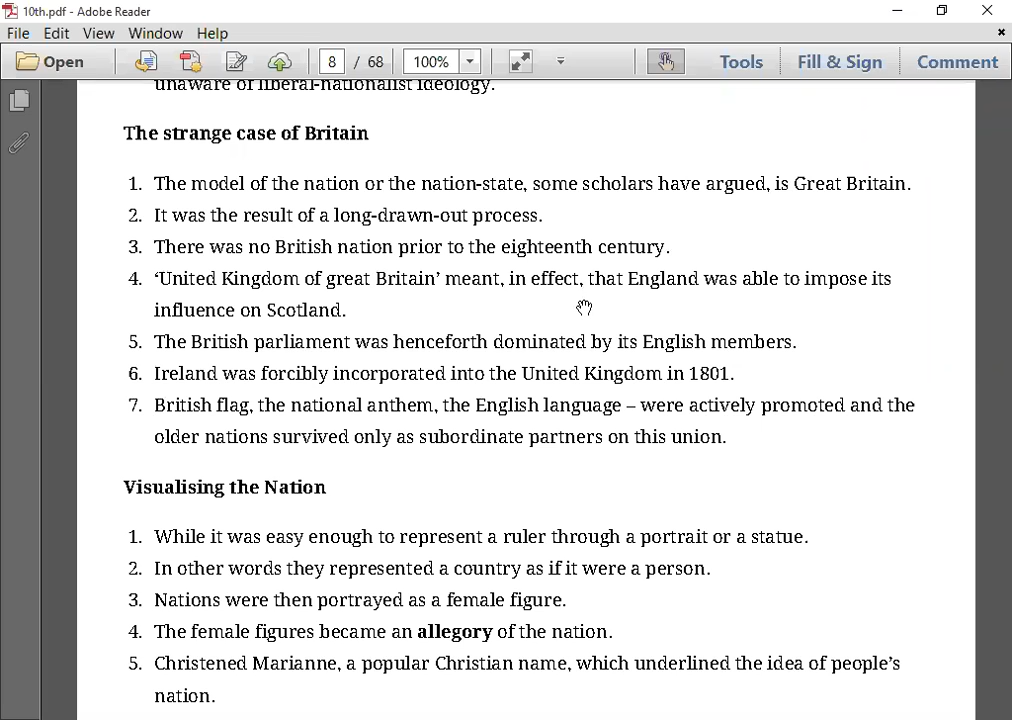 10th.pdf - Adobe Reader
File Edit View Window Help
Open 8 / 68 100% Tools Fill & Sign Comment
unaware of liberal-nationalist ideology.
The strange case of Britain
1. The model of the nation or the nation-state, some scholars have argued, is Great Britain.
2. It was the result of a long-drawn-out process.
3. There was no British nation prior to the eighteenth century.
4. ‘United Kingdom of great Britain’ meant, in effect, that England was able to impose its
influence on Scotland.
5. The British parliament was henceforth dominated by its English members.
6. Ireland was forcibly incorporated into the United Kingdom in 1801.
7. British flag, the national anthem, the English language – were actively promoted and the
older nations survived only as subordinate partners on this union.
Visualising the Nation
1. While it was easy enough to represent a ruler through a portrait or a statue.
2. In other words they represented a country as if it were a person.
3. Nations were then portrayed as a female figure.
4. The female figures became an allegory of the nation.
5. Christened Marianne, a popular Christian name, which underlined the idea of people’s
nation.